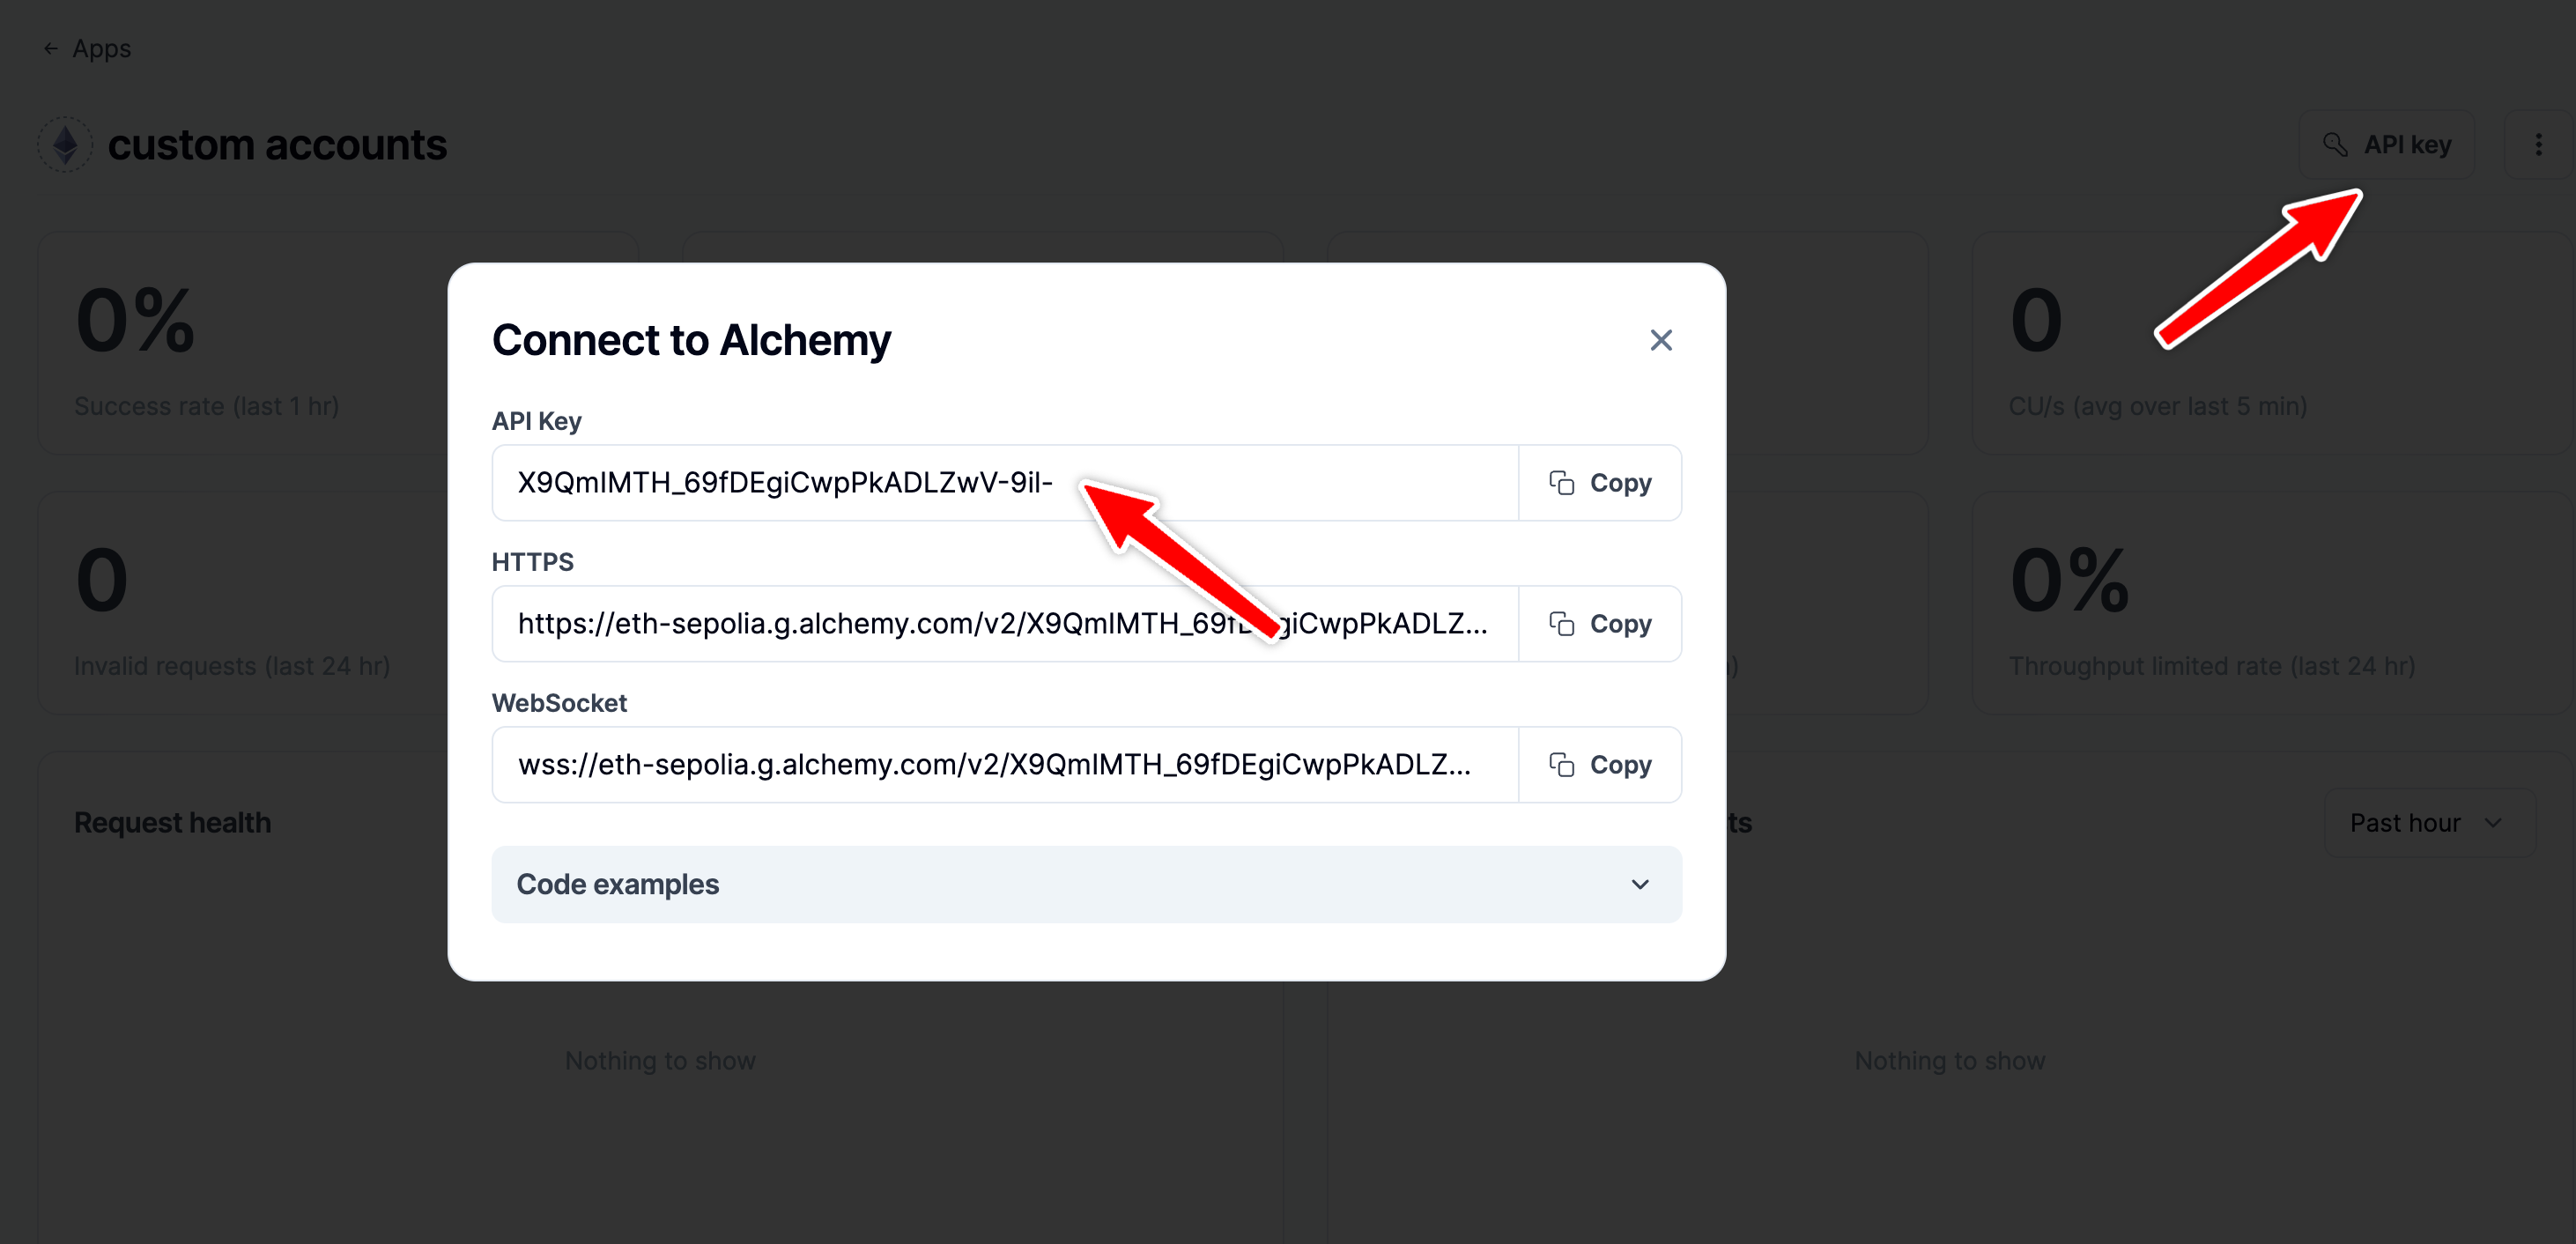 Apps
custom accounts
API key
0%
Success rate (last 1 hr)
0
CU/s (avg over last 5 min)
Connect to Alchemy
API Key
X9QmIMTH_69fDEgiCwpPkADLZwV-9il-
Copy
HTTPS
https://eth-sepolia.g.alchemy.com/v2/X9QmIMTH_69fDEgiCwpPkADLZ...
Copy
WebSocket
wss://eth-sepolia.g.alchemy.com/v2/X9QmIMTH_69fDEgiCwpPkADLZ...
Copy
Code examples
0
Invalid requests (last 24 hr)
0%
Throughput limited rate (last 24 hr)
Request health
Past hour
Nothing to show
Nothing to show